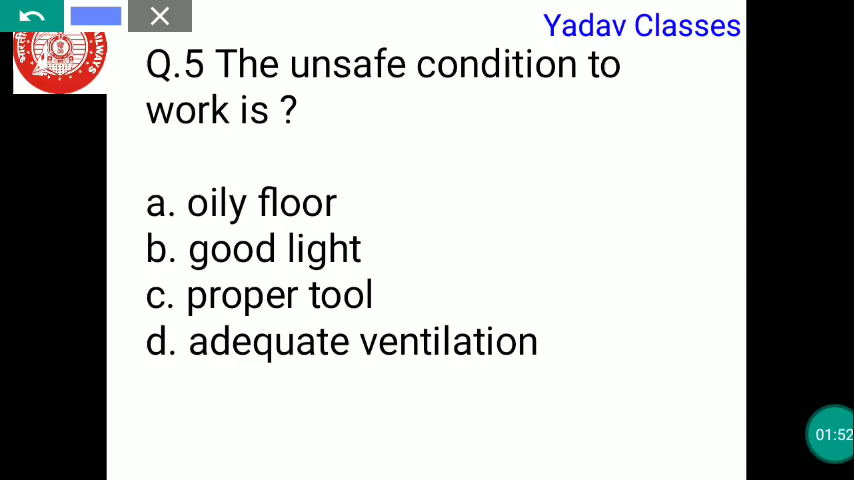 Yadav Classes
Q.5 The unsafe condition to
work is ?
a. oily floor
b. good light
c. proper tool
d. adequate ventilation
01:52